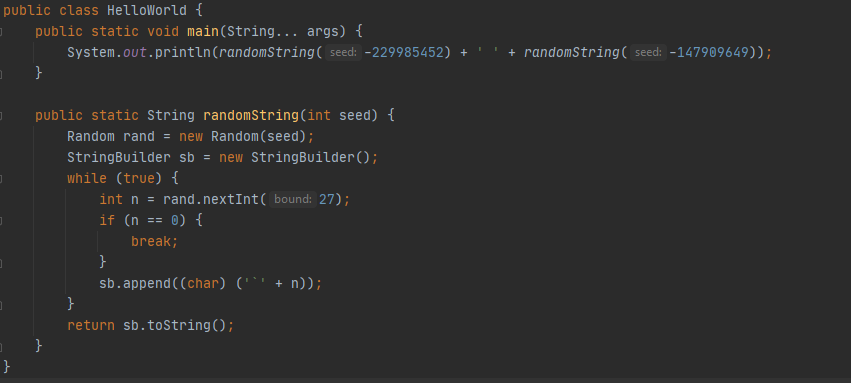 public class HelloWorld {
    public static void main(String... args) {
        System.out.println(randomString( seed: -229985452) + ' ' + randomString( seed: -147909649));
    }

    public static String randomString(int seed) {
        Random rand = new Random(seed);
        StringBuilder sb = new StringBuilder();
        while (true) {
            int n = rand.nextInt( bound: 27);
            if (n == 0) {
                break;
            }
            sb.append((char) ('`' + n));
        }
        return sb.toString();
    }
}